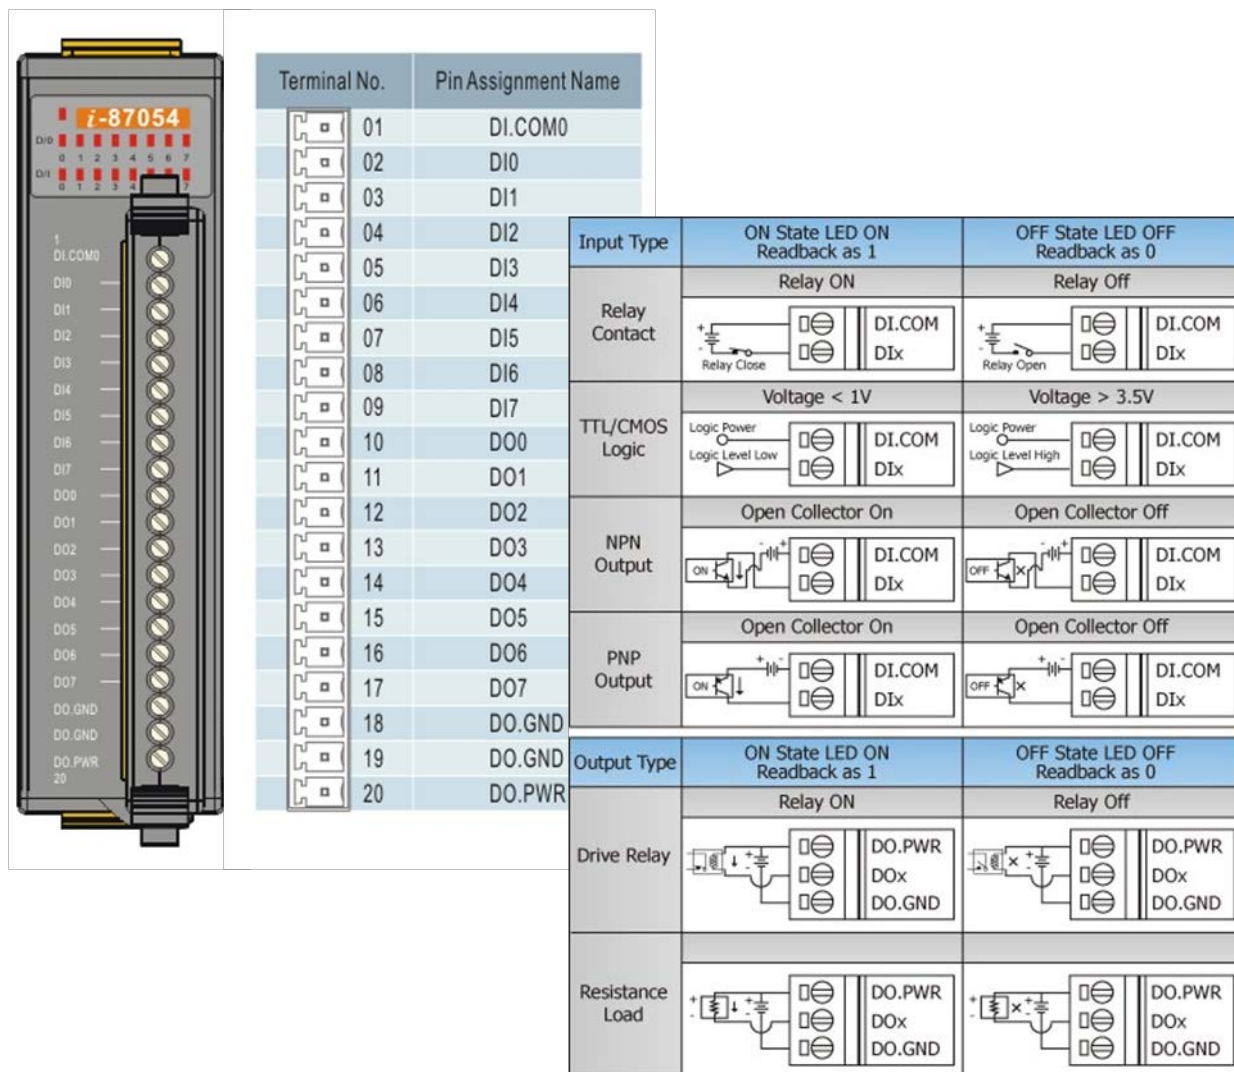 i-87054
D/O
0 1 2 3 4 5 6 7
D/I
0 1 2 3 4 7
1
DI.COM0
DI0
DI1
DI2
DI3
DI4
DI5
DI6
DI7
DO0
DO1
DO2
DO3
DO4
DO5
DO6
DO7
DO.GND
DO.GND
DO.PWR
20
Terminal No. Pin Assignment Name
01 DI.COM0
02 DI0
03 DI1
04 DI2
05 DI3
06 DI4
07 DI5
08 DI6
09 DI7
10 DO0
11 DO1
12 DO2
13 DO3
14 DO4
15 DO5
16 DO6
17 DO7
18 DO.GND
19 DO.GND
20 DO.PWR
Input Type
ON State LED ON
Readback as 1
OFF State LED OFF
Readback as 0
Relay
Contact
Relay ON
+
-
Relay Close
DI.COM
DIx
Relay Off
+
-
Relay Open
DI.COM
DIx
TTL/CMOS
Logic
Voltage < 1V
Logic Power
Logic Level Low
DI.COM
DIx
Voltage > 3.5V
Logic Power
Logic Level High
DI.COM
DIx
NPN
Output
Open Collector On
ON
- +
DI.COM
DIx
Open Collector Off
OFF
- +
DI.COM
DIx
PNP
Output
Open Collector On
ON
+ -
DI.COM
DIx
Open Collector Off
OFF
+ -
DI.COM
DIx
Output Type
ON State LED ON
Readback as 1
OFF State LED OFF
Readback as 0
Drive Relay
Relay ON
+
-
DO.PWR
DOx
DO.GND
Relay Off
+
-
DO.PWR
DOx
DO.GND
Resistance
Load
+
-
+
-
DO.PWR
DOx
DO.GND
+
-
+
-
DO.PWR
DOx
DO.GND